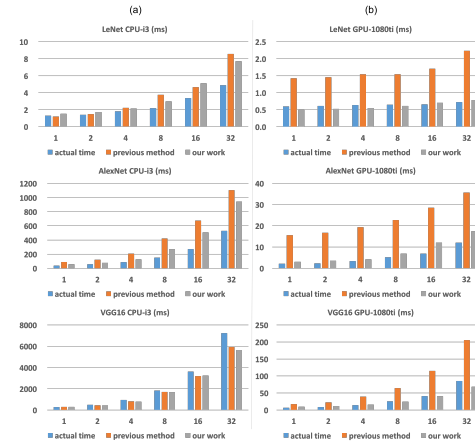 (a)
LeNet CPU-i3 (ms)
10
8
6
4
2
0
1 2 4 8 16 32
actual time previous method our work
AlexNet CPU-i3 (ms)
1200
1000
800
600
400
200
0
1 2 4 8 16 32
actual time previous method our work
VGG16 CPU-i3 (ms)
8000
6000
4000
2000
0
1 2 4 8 16 32
actual time previous method our work
(b)
LeNet GPU-1080ti (ms)
2.5
2.0
1.5
1.0
0.5
0.0
1 2 4 8 16 32
actual time previous method our work
AlexNet GPU-1080ti (ms)
40
30
20
10
0
1 2 4 8 16 32
actual time previous method our work
VGG16 GPU-1080ti (ms)
250
200
150
100
50
0
1 2 4 8 16 32
actual time previous method our work